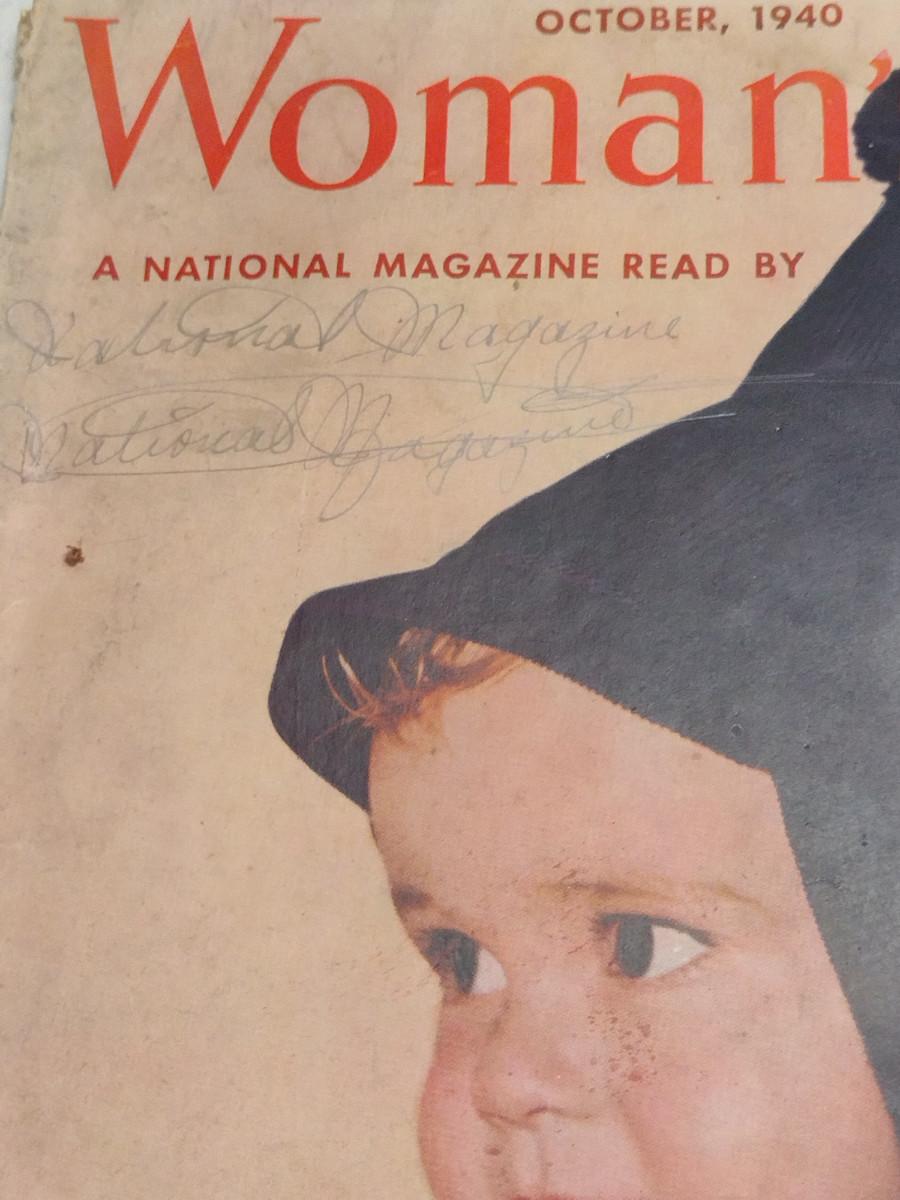 OCTOBER, 1940
Woman'
A NATIONAL MAGAZINE READ BY
National Magazine
National Magazine